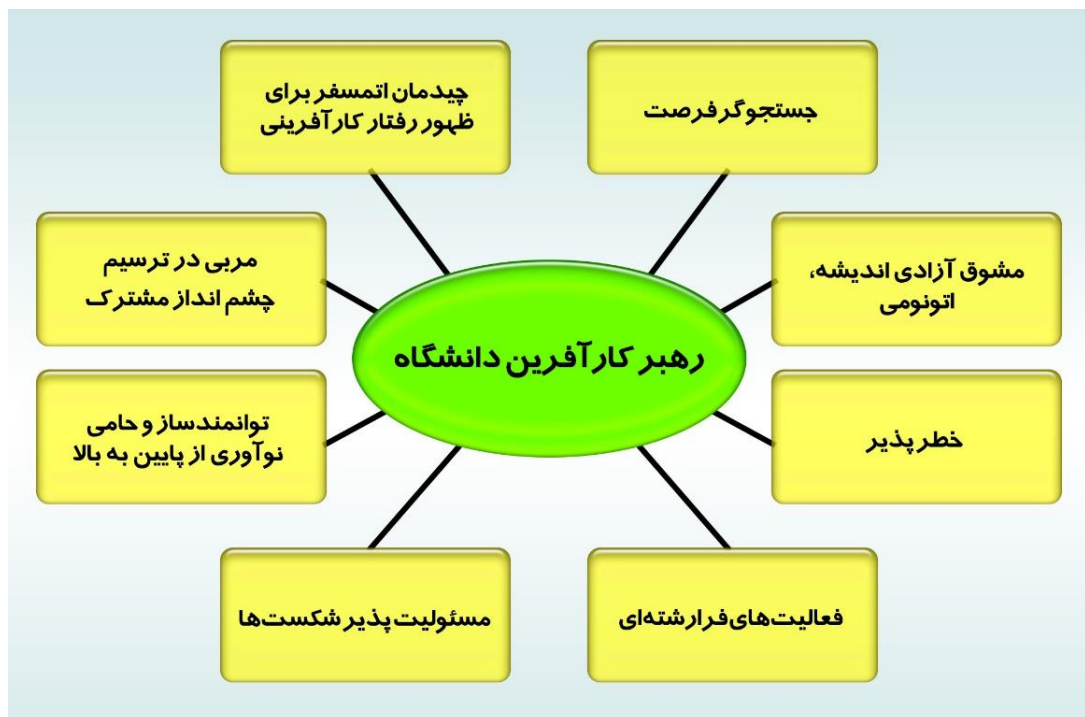 جستجوگر فرصت
چیدمان اتمسفر برای
ظهور رفتار کارآفرینی
مشوق آزادی اندیشه،
اتونومی
مربی در ترسیم
چشم انداز مشترک
رهبر کارآفرین دانشگاه
خطر پذیر
توانمندساز و حامی
نوآوری از پایین به بالا
فعالیت‌های فرارشته‌ای
مسئولیت پذیر شکست‌ها